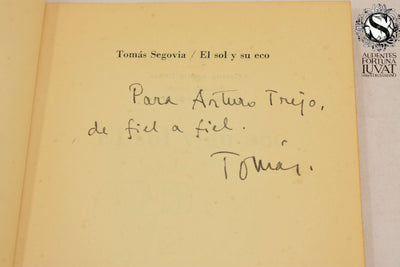 Tomás Segovia / El sol y su eco
Para Arturo Trejo,
de fiel a fiel.
Tomás.
S
AUDENTES
FORTUNA
IUVAT